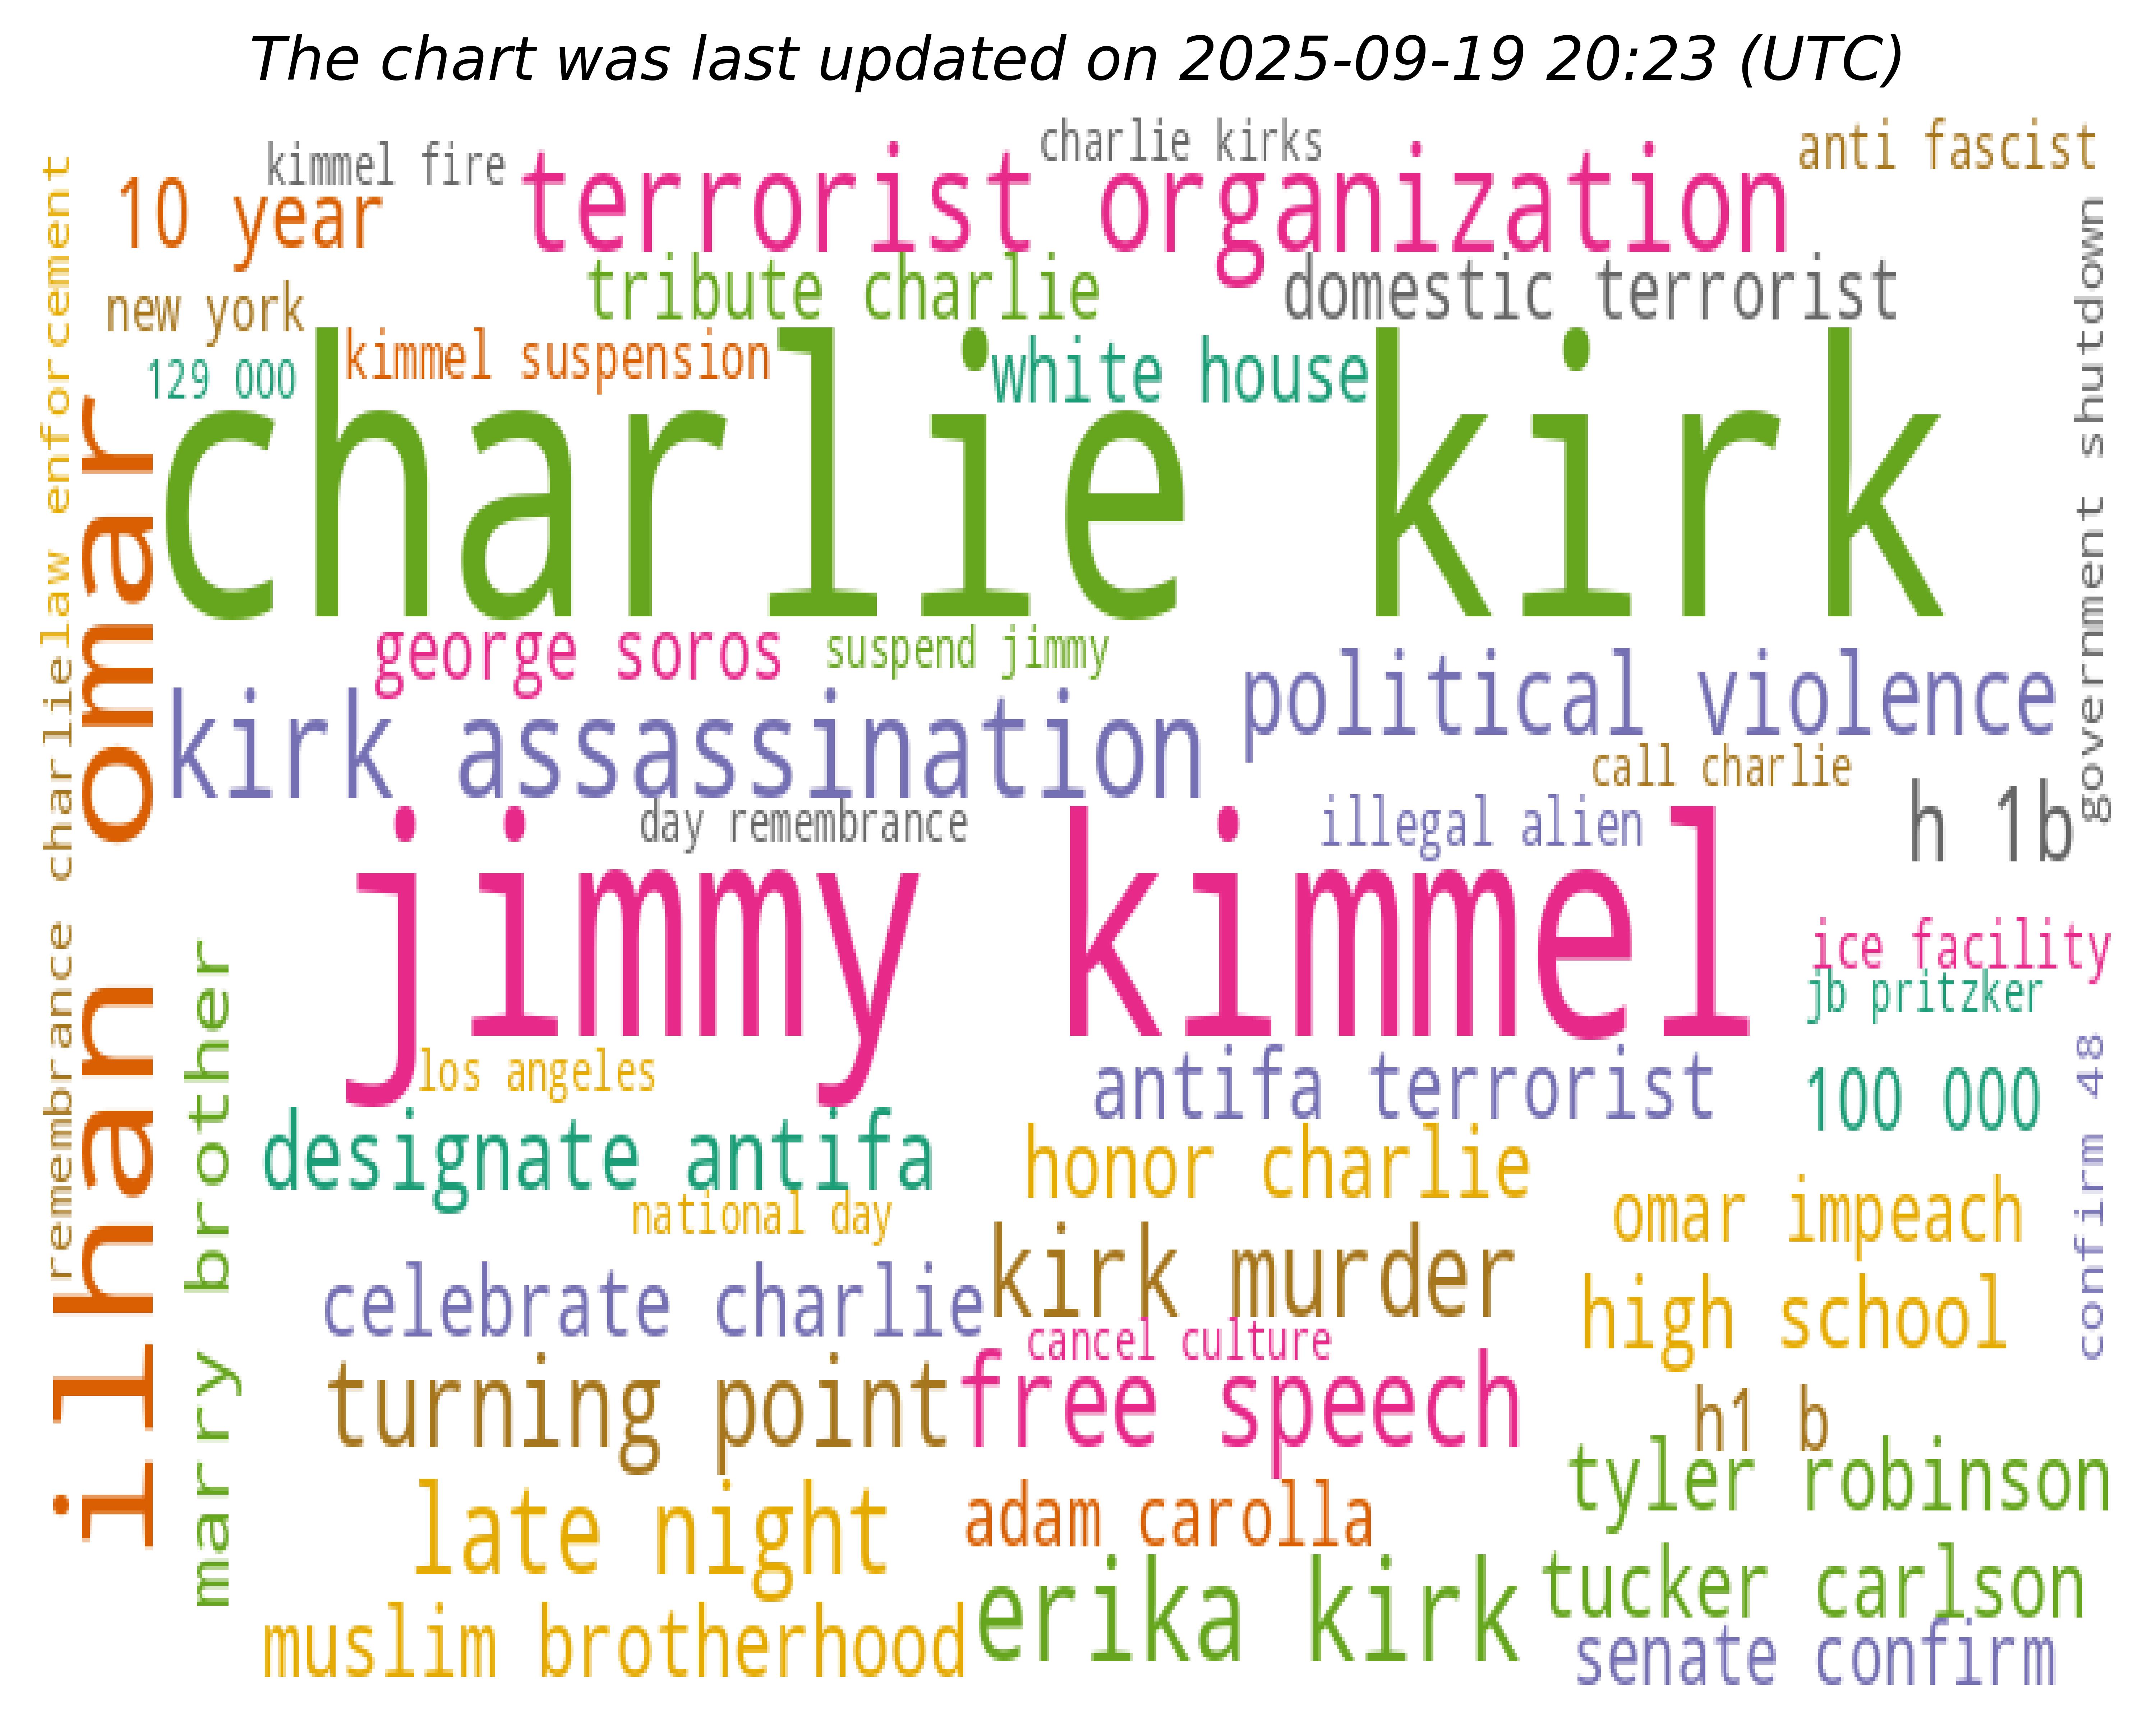 The chart was last updated on 2025-09-19 20:23 (UTC)
charlie kirks
anti fascist
kimmel fire
terrorist organization
10 year
tribute charlie
domestic terrorist
new york
kimmel suspension
white house
129 000
charlie kirk
law enforcement
government shutdown
ilhan omar
george soros
suspend jimmy
political violence
kirk assassination
call charlie
day remembrance
illegal alien
h 1b
jimmy kimmel
remembrance charlie
ice facility
jb pritzker
marry brother
los angeles
antifa terrorist
100 000
confirm 48
designate antifa
honor charlie
national day
omar impeach
kirk murder
celebrate charlie
high school
cancel culture
turning point
free speech
h1 b
tyler robinson
late night
adam carolla
tucker carlson
erika kirk
muslim brotherhood
senate confirm